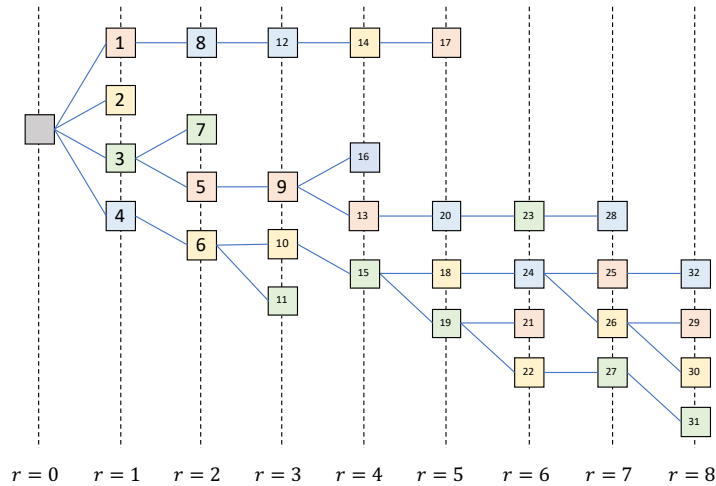 1 8 12 14 17
2
3 7
5 9 16
13 20 23 28
4 6 10
11
15 18 24 25 32
19 21 26 29
22 27 30
31
r = 0 r = 1 r = 2 r = 3 r = 4 r = 5 r = 6 r = 7 r = 8